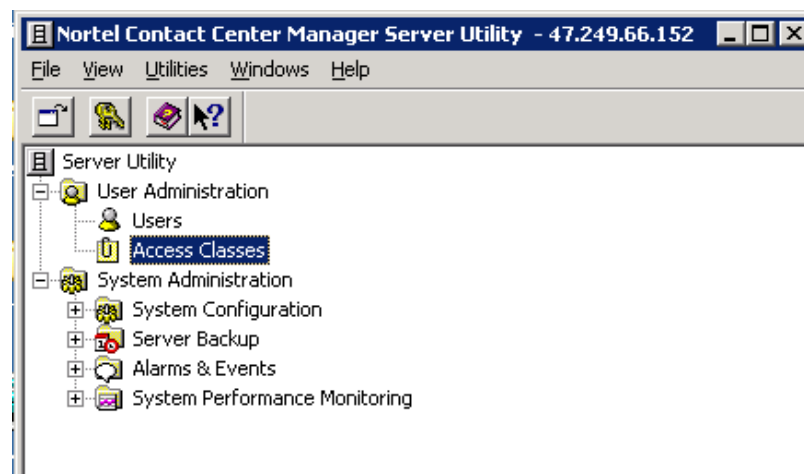 Nortel Contact Center Manager Server Utility - 47.249.66.152
File View Utilities Windows Help
Server Utility
User Administration
Users
Access Classes
System Administration
System Configuration
Server Backup
Alarms & Events
System Performance Monitoring